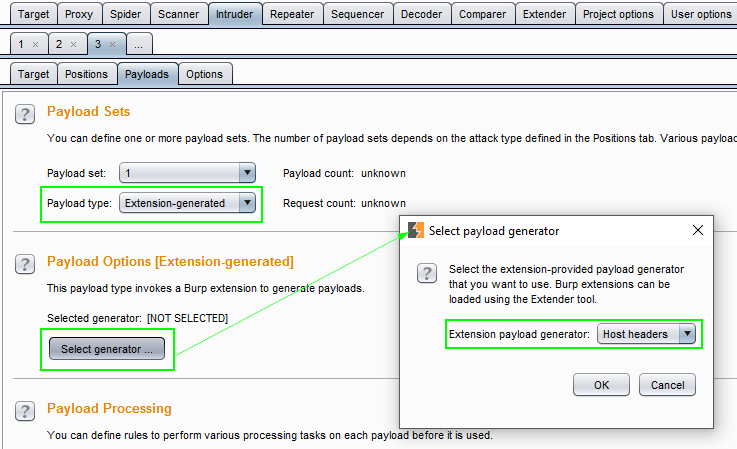 Target Proxy Spider Scanner Intruder Repeater Sequencer Decoder Comparer Extender Project options User options
1 × 2 × 3 × ...
Target Positions Payloads Options
? Payload Sets
You can define one or more payload sets. The number of payload sets depends on the attack type defined in the Positions tab. Various payload
Payload set: 1 Payload count: unknown
Payload type: Extension-generated Request count: unknown
? Payload Options [Extension-generated]
This payload type invokes a Burp extension to generate payloads.
Selected generator: [NOT SELECTED]
Select generator ...
Select payload generator
? Select the extension-provided payload generator
that you want to use. Burp extensions can be
loaded using the Extender tool.
Extension payload generator: Host headers
OK Cancel
? Payload Processing
You can define rules to perform various processing tasks on each payload before it is used.